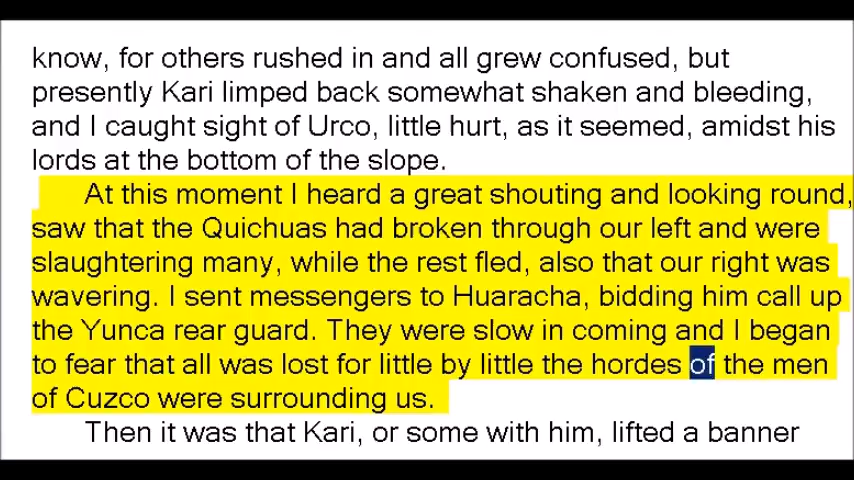 know, for others rushed in and all grew confused, but
presently Kari limped back somewhat shaken and bleeding,
and I caught sight of Urco, little hurt, as it seemed, amidst his
lords at the bottom of the slope.
At this moment I heard a great shouting and looking round,
saw that the Quichuas had broken through our left and were
slaughtering many, while the rest fled, also that our right was
wavering. I sent messengers to Huaracha, bidding him call up
the Yunca rear guard. They were slow in coming and I began
to fear that all was lost for little by little the hordes of the men
of Cuzco were surrounding us.
Then it was that Kari, or some with him, lifted a banner